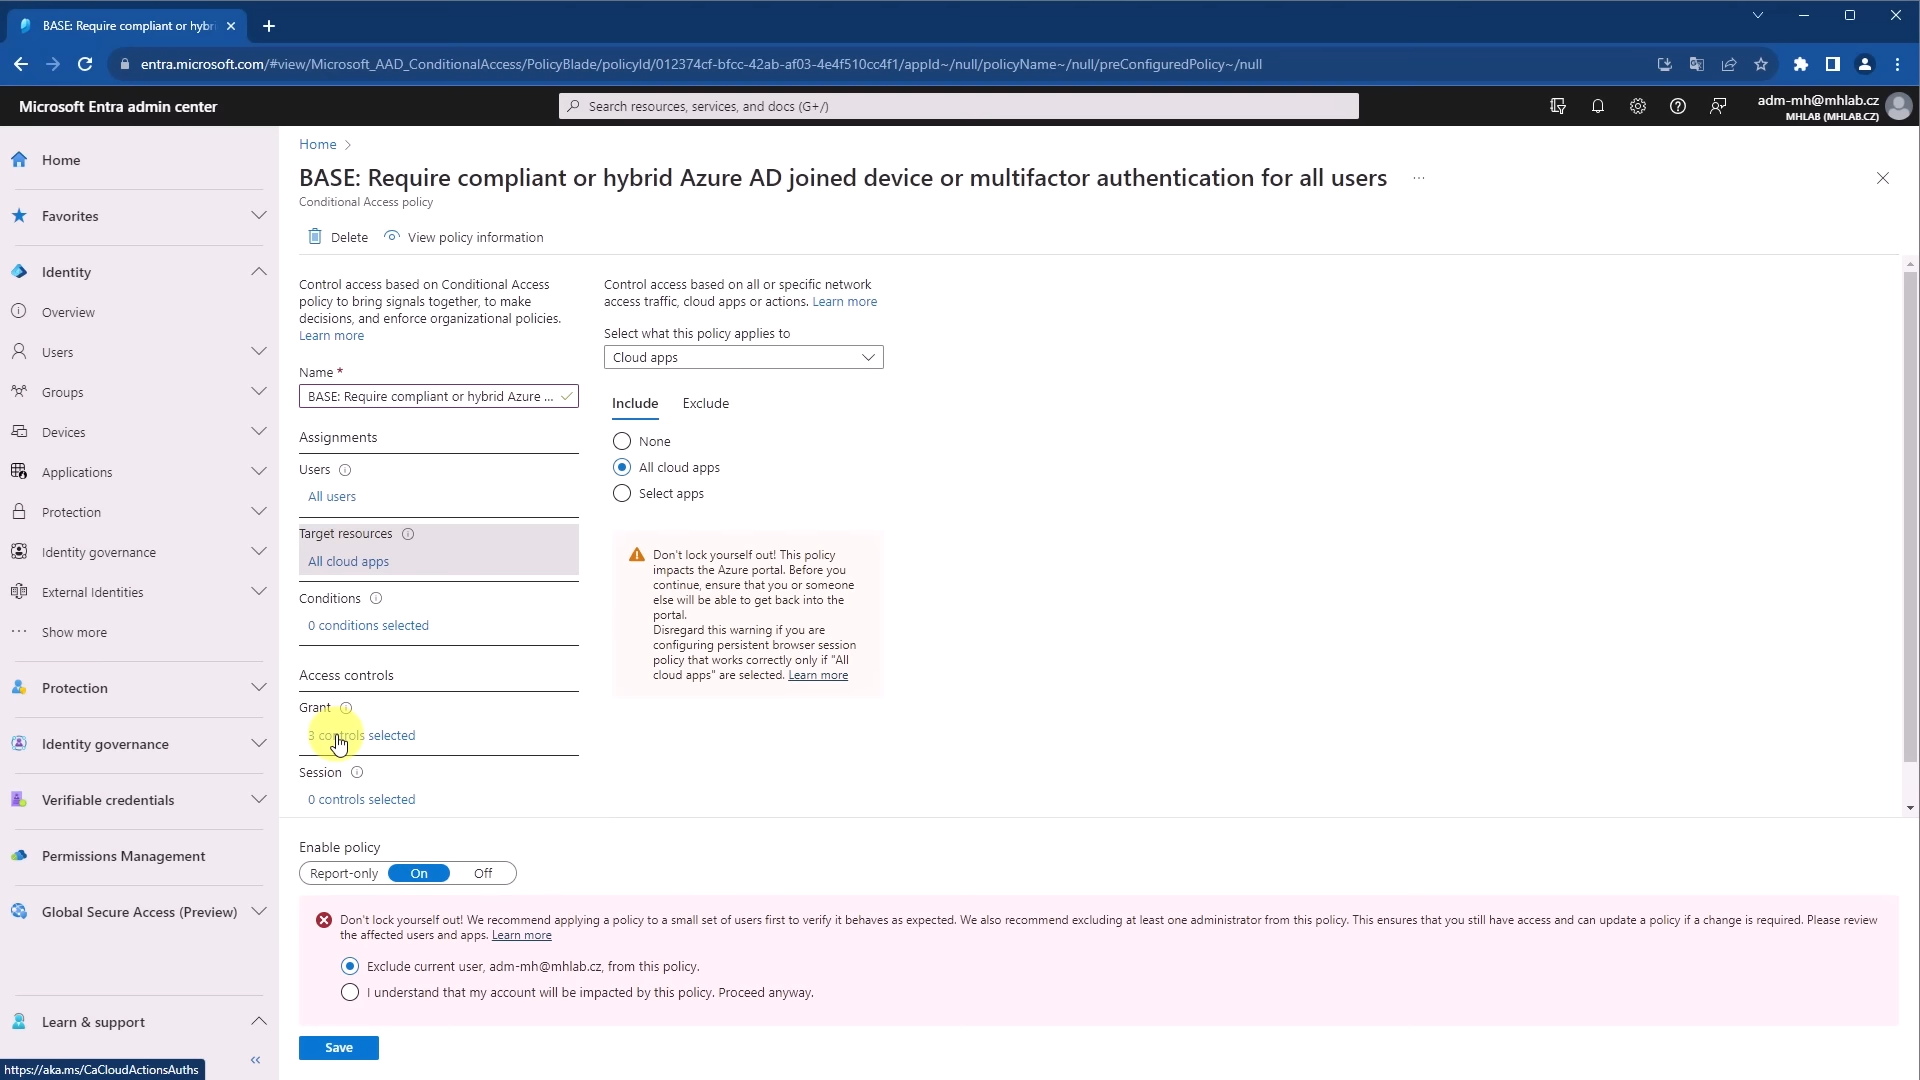 BASE: Require compliant or hybri
entra.microsoft.com/#view/Microsoft_AAD_ConditionalAccess/PolicyBlade/policyId/012374cf-bfcc-42ab-af03-4e4f510cc4f1/appId~/null/policyName~/null/preConfiguredPolicy~/null
Microsoft Entra admin center
Search resources, services, and docs (G+/)
adm-mh@mhlab.cz
MHLAB (MHLAB.CZ)
Home
Favorites
Identity
Overview
Users
Groups
Devices
Applications
Protection
Identity governance
External Identities
Show more
Protection
Identity governance
Verifiable credentials
Permissions Management
Global Secure Access (Preview)
Learn & support
https://aka.ms/CaCloudActionsAuths
Home
BASE: Require compliant or hybrid Azure AD joined device or multifactor authentication for all users
Conditional Access policy
Delete
View policy information
Control access based on Conditional Access
policy to bring signals together, to make
decisions, and enforce organizational policies.
Learn more
Name *
BASE: Require compliant or hybrid Azure ...
Assignments
Users
All users
Target resources
All cloud apps
Conditions
0 conditions selected
Access controls
Grant
3 controls selected
Session
0 controls selected
Control access based on all or specific network
access traffic, cloud apps or actions. Learn more
Select what this policy applies to
Cloud apps
Include Exclude
None
All cloud apps
Select apps
Don't lock yourself out! This policy
impacts the Azure portal. Before you
continue, ensure that you or someone
else will be able to get back into the
portal.
Disregard this warning if you are
configuring persistent browser session
policy that works correctly only if "All
cloud apps" are selected. Learn more
Enable policy
Report-only On Off
Don't lock yourself out! We recommend applying a policy to a small set of users first to verify it behaves as expected. We also recommend excluding at least one administrator from this policy. This ensures that you still have access and can update a policy if a change is required. Please review
the affected users and apps. Learn more
Exclude current user, adm-mh@mhlab.cz, from this policy.
I understand that my account will be impacted by this policy. Proceed anyway.
Save